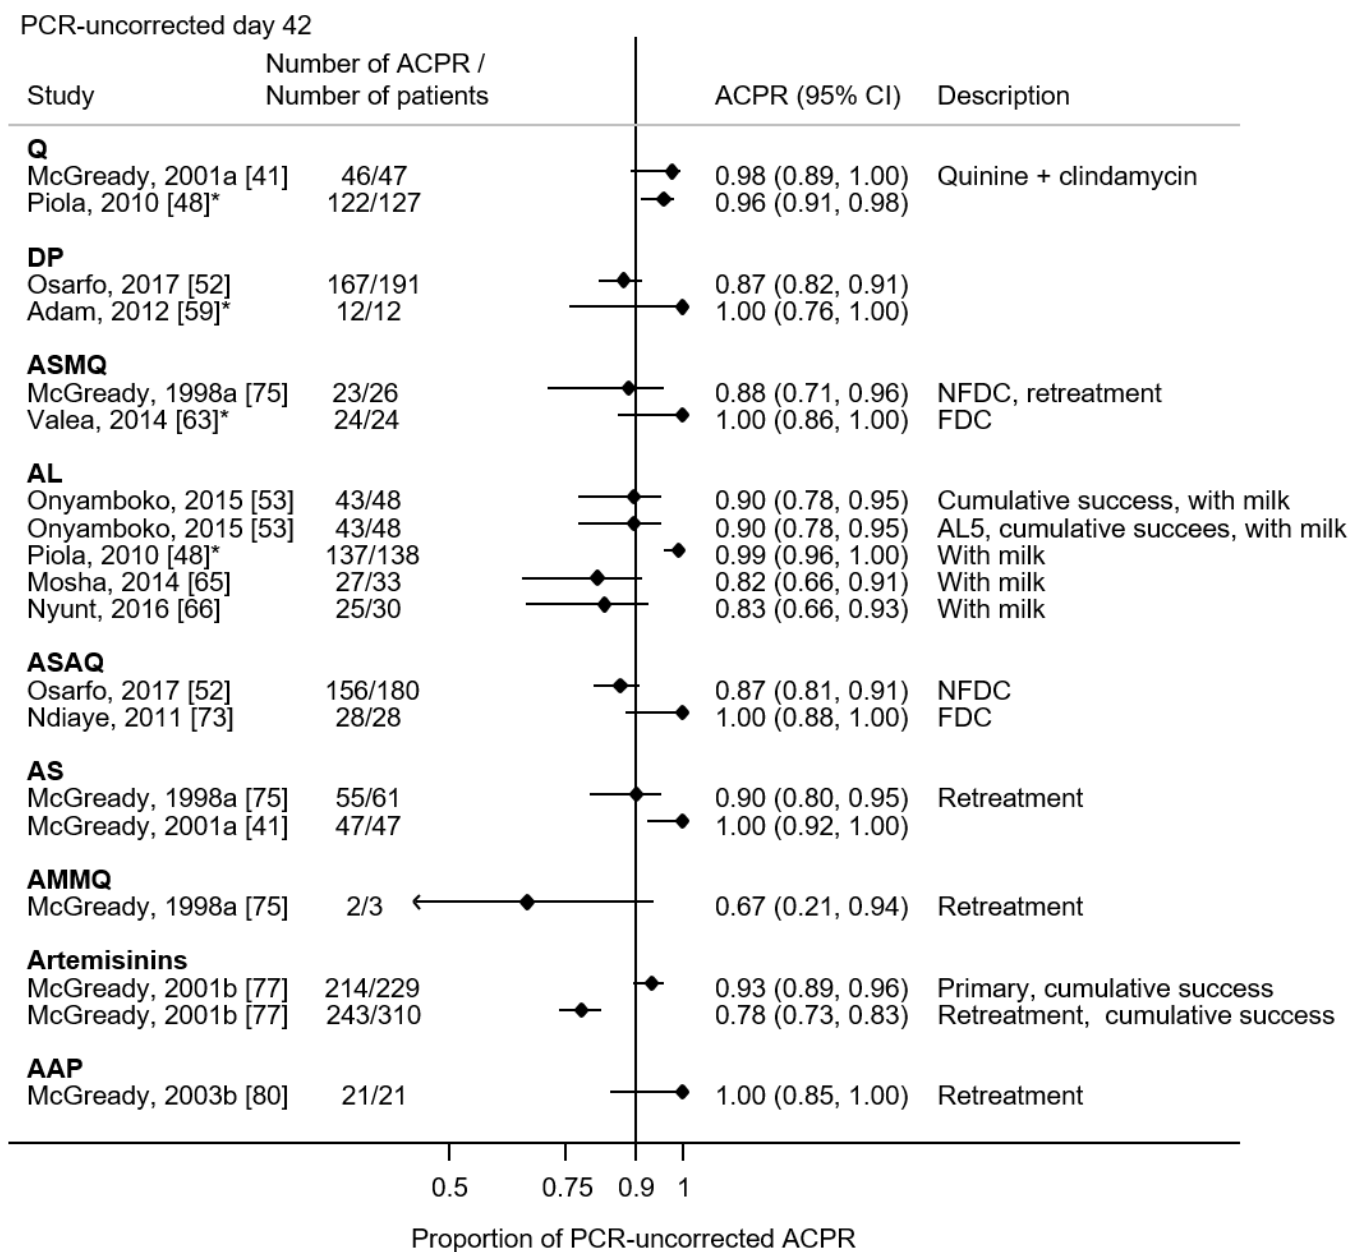 PCR-uncorrected day 42
Number of ACPR /
Study Number of patients ACPR (95% CI) Description
Q
McGready, 2001a [41] 46/47 0.98 (0.89, 1.00) Quinine + clindamycin
Piola, 2010 [48]* 122/127 0.96 (0.91, 0.98)
DP
Osarfo, 2017 [52] 167/191 0.87 (0.82, 0.91)
Adam, 2012 [59]* 12/12 1.00 (0.76, 1.00)
ASMQ
McGready, 1998a [75] 23/26 0.88 (0.71, 0.96) NFDC, retreatment
Valea, 2014 [63]* 24/24 1.00 (0.86, 1.00) FDC
AL
Onyamboko, 2015 [53] 43/48 0.90 (0.78, 0.95) Cumulative success, with milk
Onyamboko, 2015 [53] 43/48 0.90 (0.78, 0.95) AL5, cumulative succees, with milk
Piola, 2010 [48]* 137/138 0.99 (0.96, 1.00) With milk
Mosha, 2014 [65] 27/33 0.82 (0.66, 0.91) With milk
Nyunt, 2016 [66] 25/30 0.83 (0.66, 0.93) With milk
ASAQ
Osarfo, 2017 [52] 156/180 0.87 (0.81, 0.91) NFDC
Ndiaye, 2011 [73] 28/28 1.00 (0.88, 1.00) FDC
AS
McGready, 1998a [75] 55/61 0.90 (0.80, 0.95) Retreatment
McGready, 2001a [41] 47/47 1.00 (0.92, 1.00)
AMMQ
McGready, 1998a [75] 2/3 0.67 (0.21, 0.94) Retreatment
Artemisinins
McGready, 2001b [77] 214/229 0.93 (0.89, 0.96) Primary, cumulative success
McGready, 2001b [77] 243/310 0.78 (0.73, 0.83) Retreatment, cumulative success
AAP
McGready, 2003b [80] 21/21 1.00 (0.85, 1.00) Retreatment
0.5 0.75 0.9 1
Proportion of PCR-uncorrected ACPR